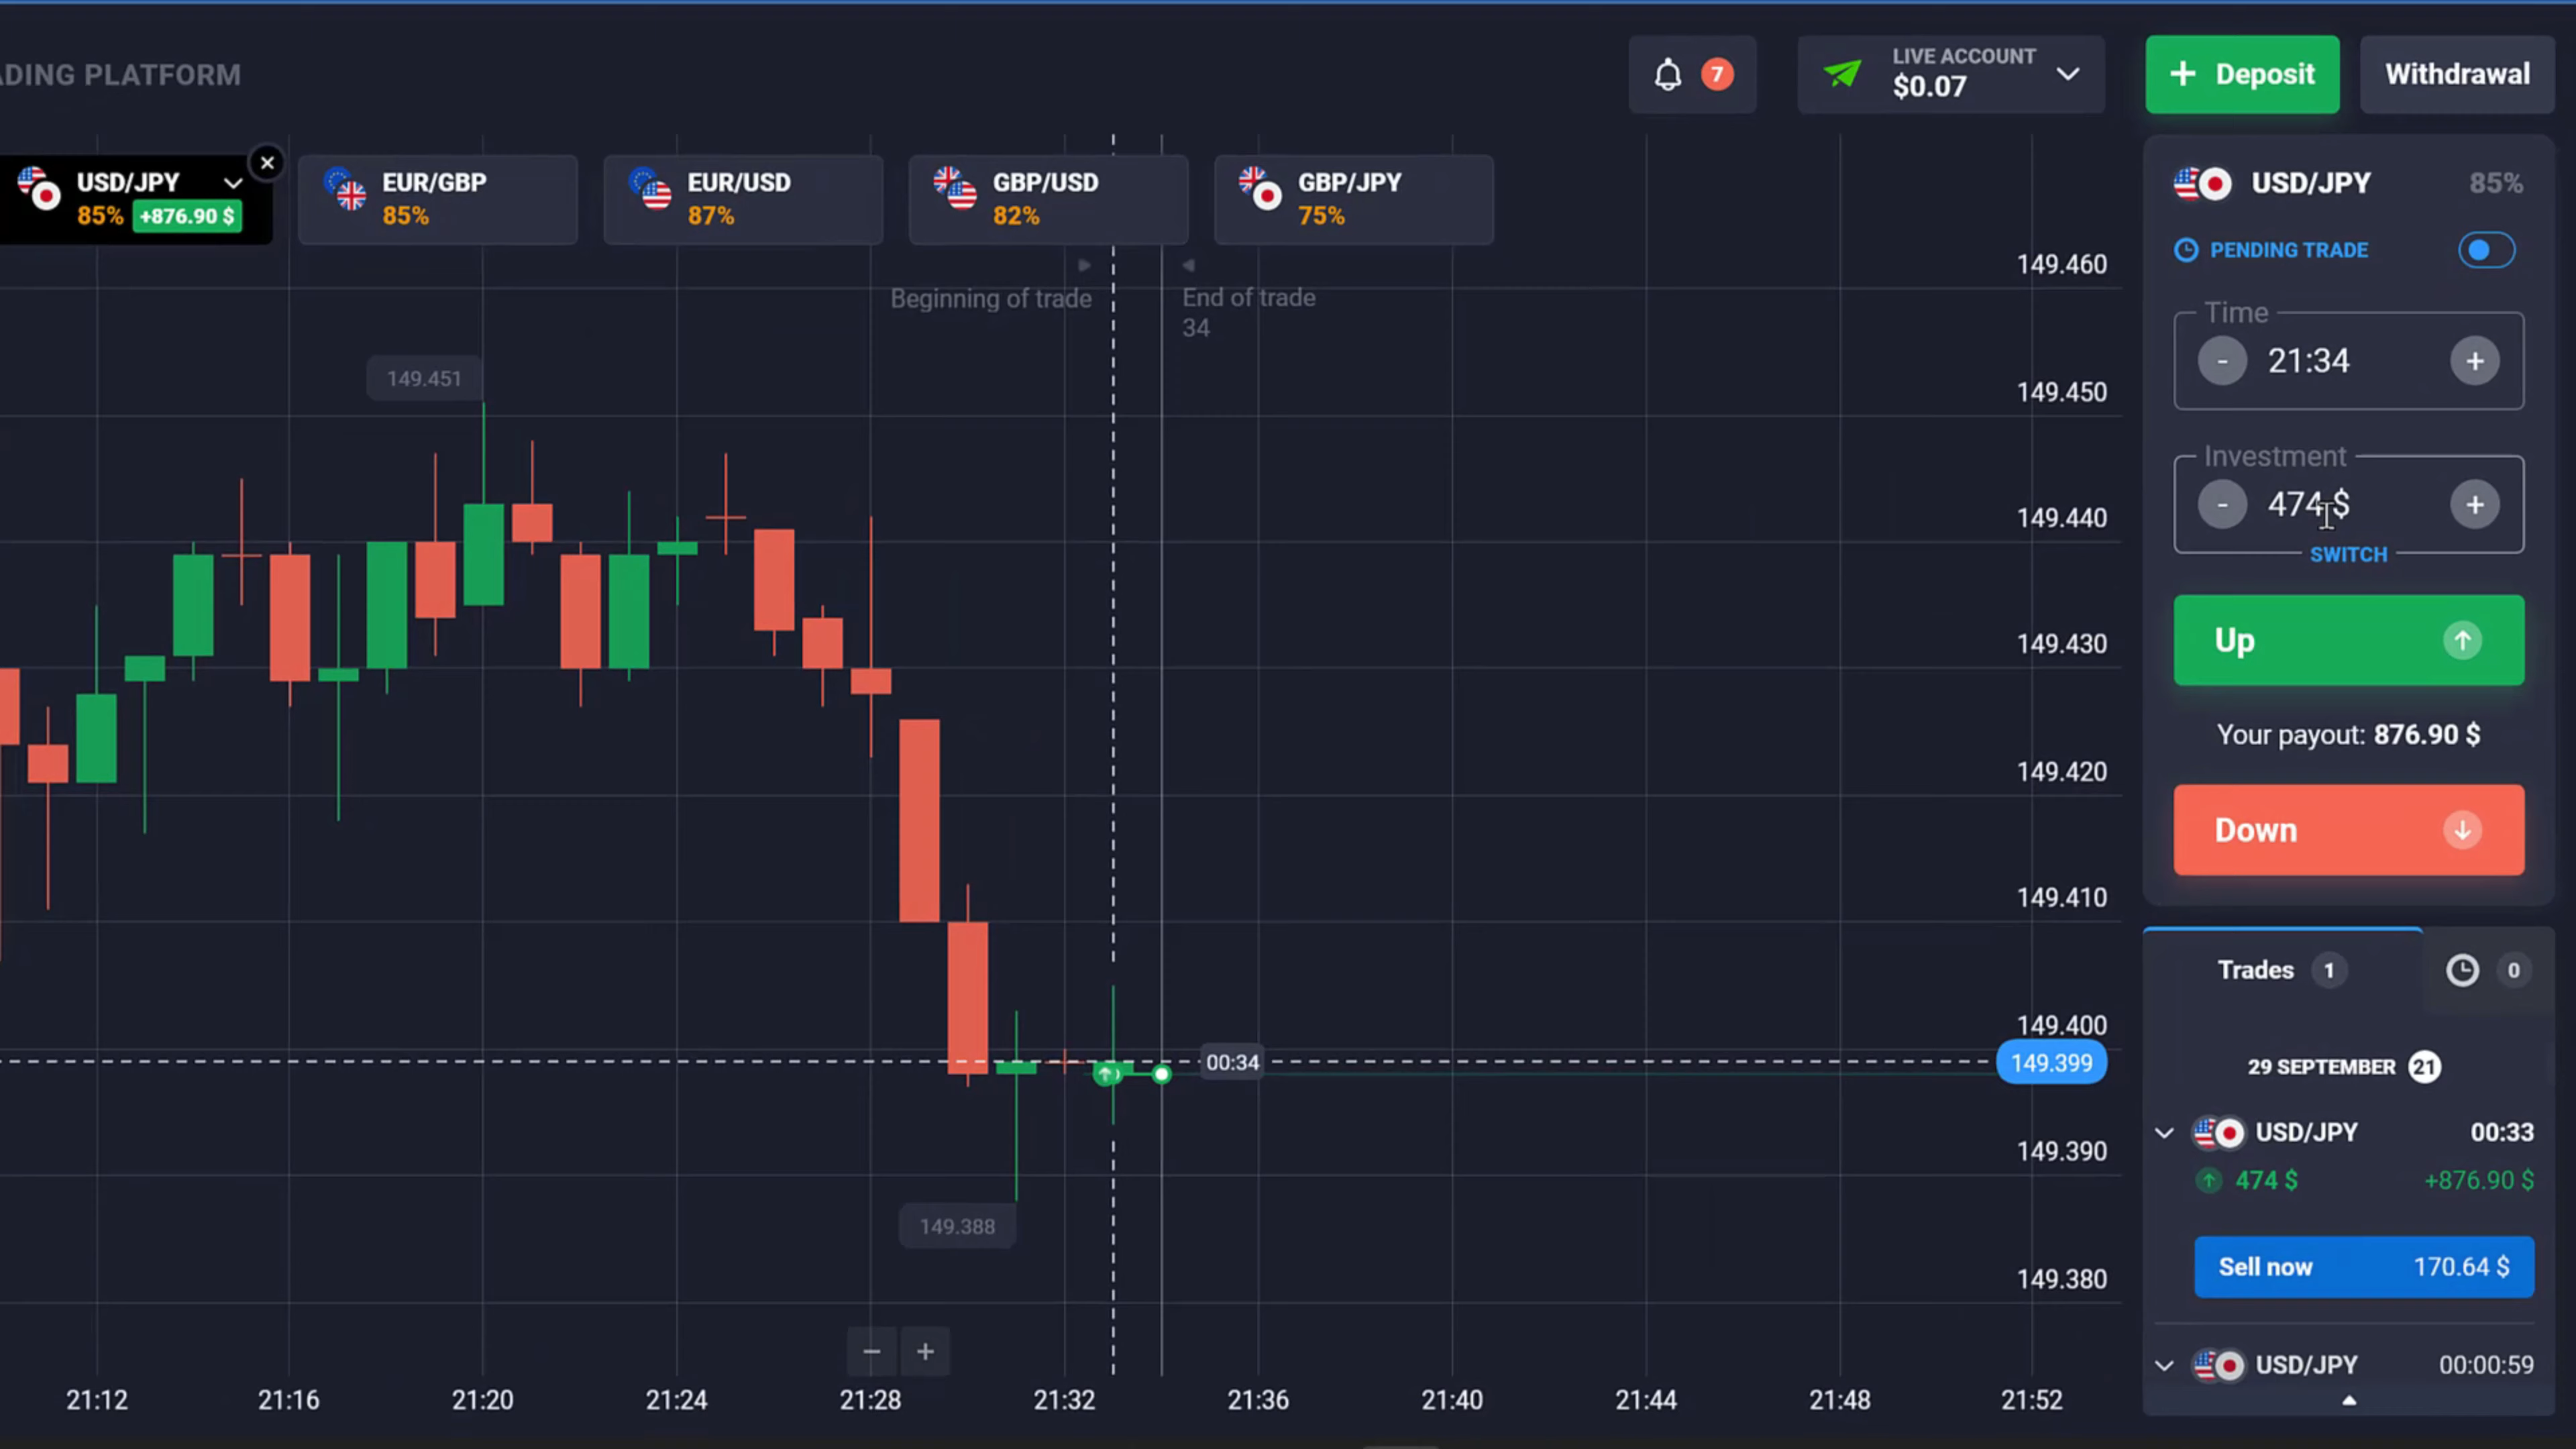 ADING PLATFORM
7
LIVE ACCOUNT
$0.07
+ Deposit
Withdrawal
USD/JPY
85% +876.90 $
EUR/GBP
85%
EUR/USD
87%
GBP/USD
82%
GBP/JPY
75%
Beginning of trade
End of trade
34
149.451
149.388
00:34
149.460
149.450
149.440
149.430
149.420
149.410
149.400
149.399
149.390
149.380
21:12
21:16
21:20
21:24
21:28
21:32
21:36
21:40
21:44
21:48
21:52
USD/JPY 85%
PENDING TRADE
Time
- 21:34 +
Investment
- 474 $ +
SWITCH
Up
Your payout: 876.90 $
Down
Trades 1
0
29 SEPTEMBER 21
USD/JPY 00:33
474 $ +876.90 $
Sell now 170.64 $
USD/JPY 00:00:59